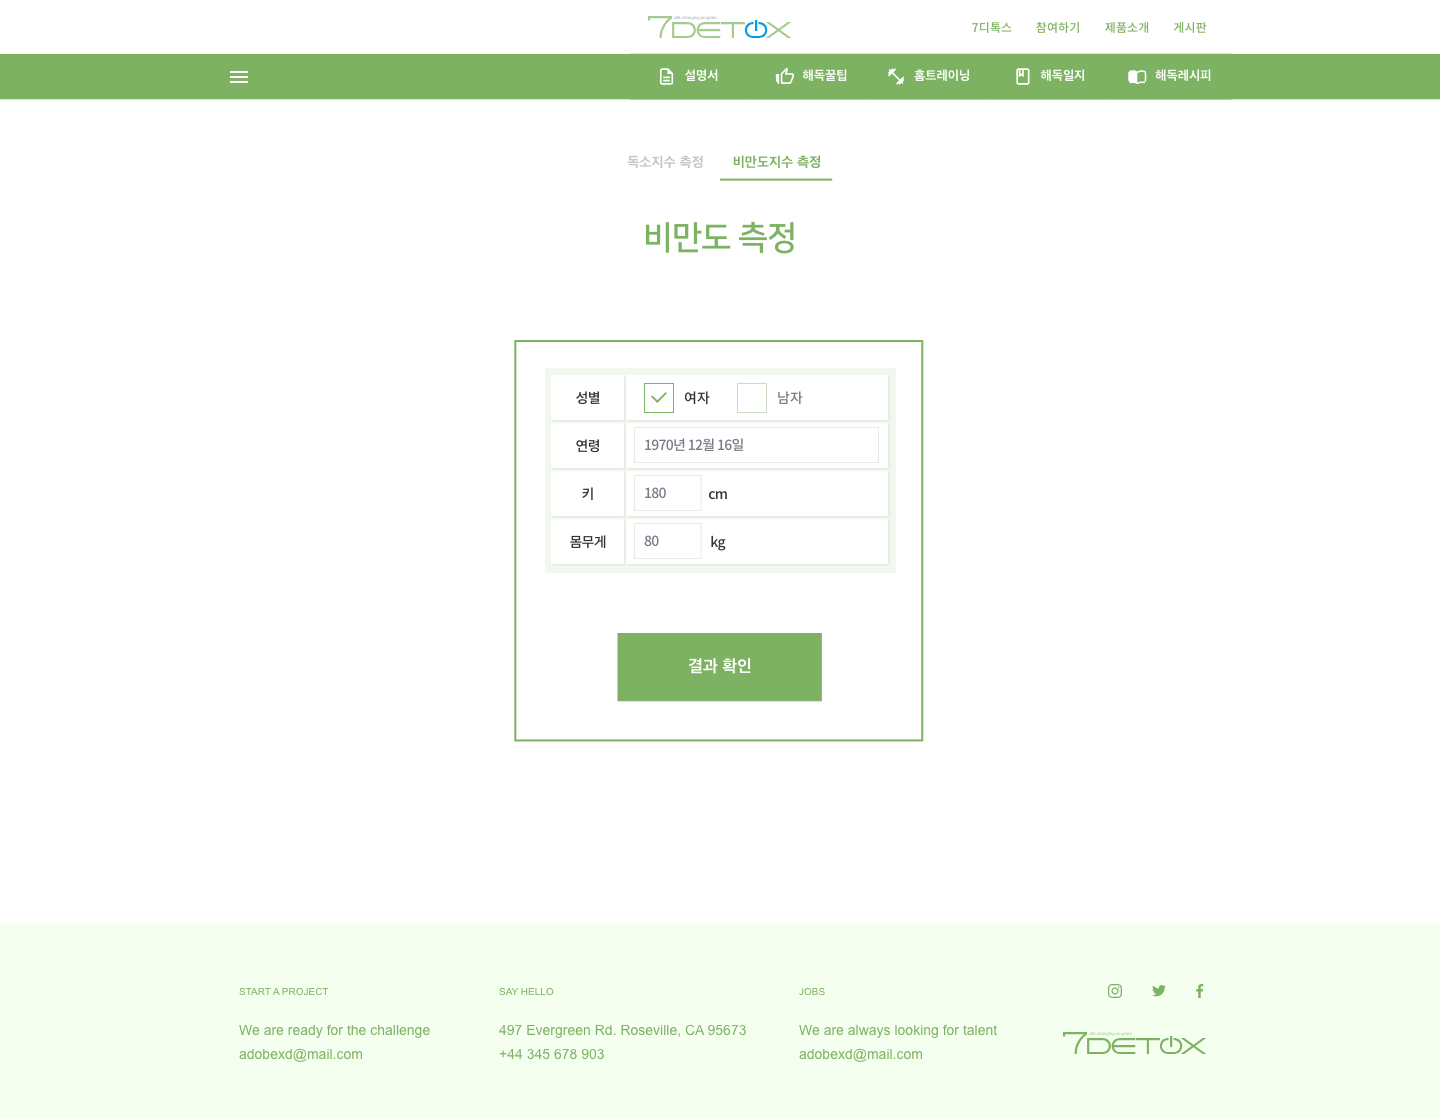 7DETOX
7디톡스 참여하기 제품소개 게시판
설명서 해독꿀팁 홈트레이닝 해독일지 해독레시피
독소지수 측정 비만도지수 측정
비만도 측정
성별 여자 남자
연령 1970년 12월 16일
키 180 cm
몸무게 80 kg
결과 확인
START A PROJECT SAY HELLO JOBS
We are ready for the challenge 497 Evergreen Rd. Roseville, CA 95673 We are always looking for talent
adobexd@mail.com +44 345 678 903 adobexd@mail.com
7DETOX